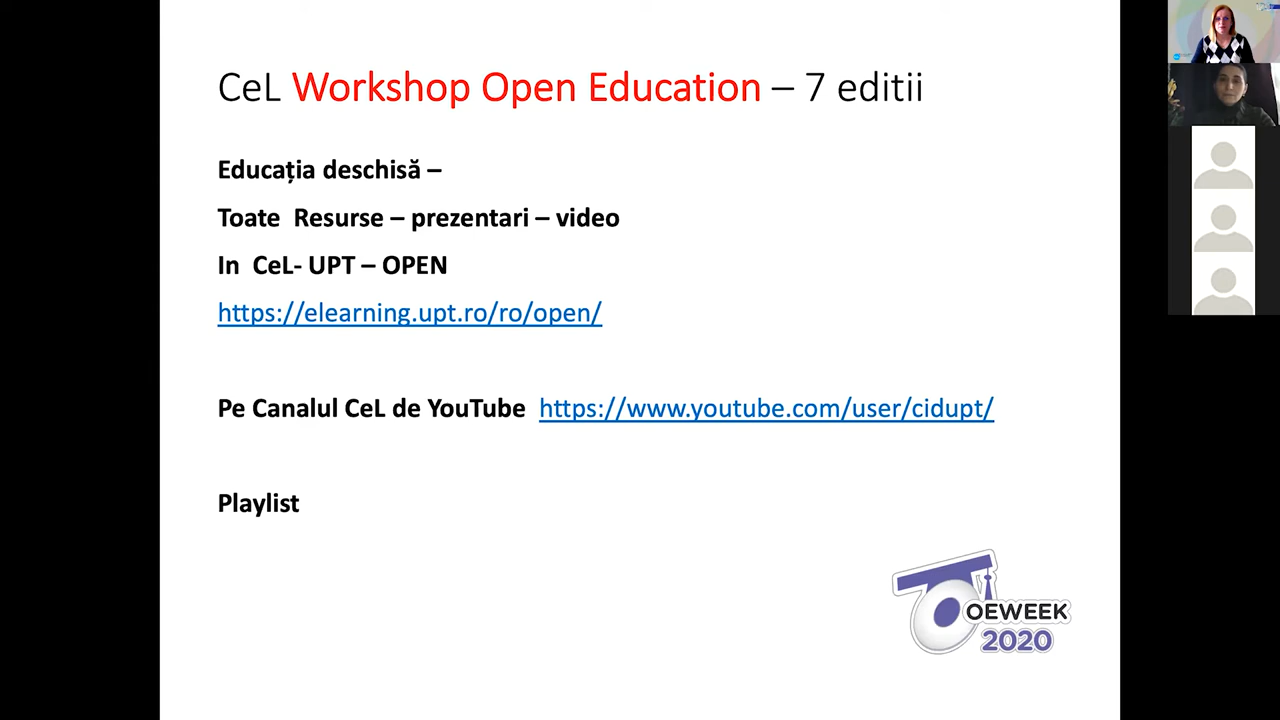 CeL Workshop Open Education – 7 editii
Educația deschisă –
Toate Resurse – prezentari – video
In CeL- UPT – OPEN
https://elearning.upt.ro/ro/open/
Pe Canalul CeL de YouTube https://www.youtube.com/user/cidupt/
Playlist
OEWEEK
2020